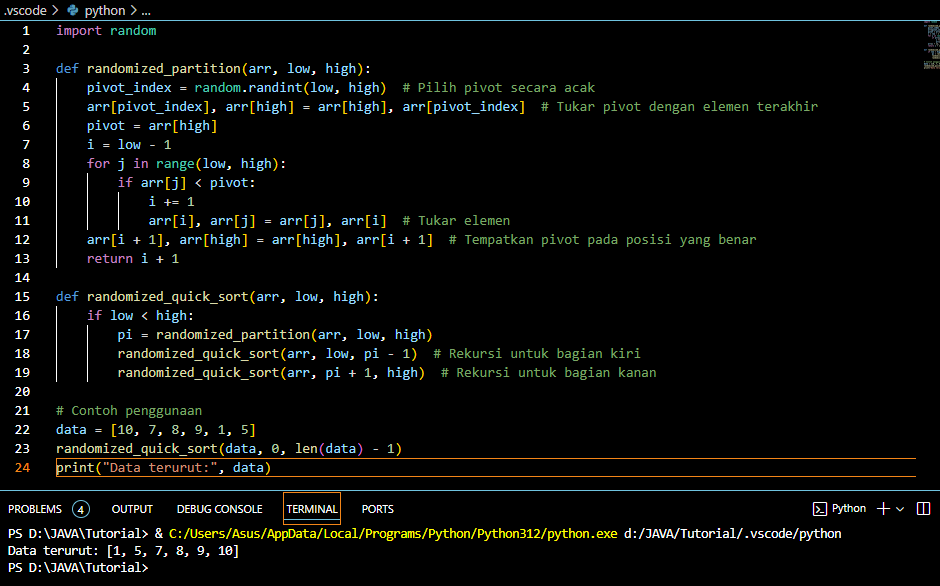 .vscode > python > ...
1 import random
2
3 def randomized_partition(arr, low, high):
4     pivot_index = random.randint(low, high)  # Pilih pivot secara acak
5     arr[pivot_index], arr[high] = arr[high], arr[pivot_index]  # Tukar pivot dengan elemen terakhir
6     pivot = arr[high]
7     i = low - 1
8     for j in range(low, high):
9         if arr[j] < pivot:
10             i += 1
11             arr[i], arr[j] = arr[j], arr[i]  # Tukar elemen
12     arr[i + 1], arr[high] = arr[high], arr[i + 1]  # Tempatkan pivot pada posisi yang benar
13     return i + 1
14
15 def randomized_quick_sort(arr, low, high):
16     if low < high:
17         pi = randomized_partition(arr, low, high)
18         randomized_quick_sort(arr, low, pi - 1)  # Rekursi untuk bagian kiri
19         randomized_quick_sort(arr, pi + 1, high)  # Rekursi untuk bagian kanan
20
21 # Contoh penggunaan
22 data = [10, 7, 8, 9, 1, 5]
23 randomized_quick_sort(data, 0, len(data) - 1)
24 print("Data terurut:", data)
PROBLEMS 4 OUTPUT DEBUG CONSOLE TERMINAL PORTS Python
PS D:\JAVA\Tutorial> & C:/Users/Asus/AppData/Local/Programs/Python/Python312/python.exe d:/JAVA/Tutorial/.vscode/python
Data terurut: [1, 5, 7, 8, 9, 10]
PS D:\JAVA\Tutorial>